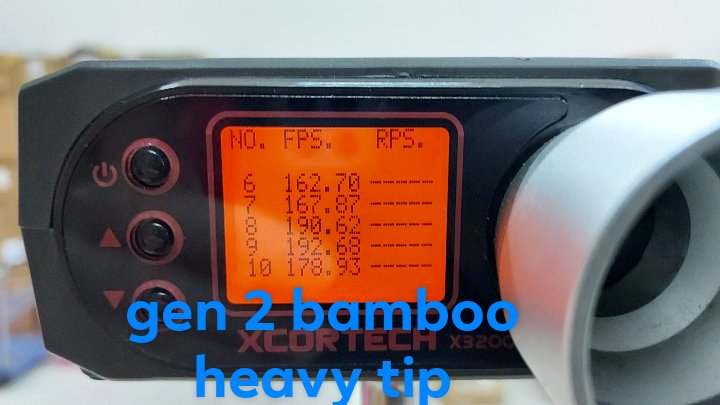 NO. FPS. RPS.
6 162.70 -----
7 167.87 -----
8 190.62 -----
9 192.68 -----
10 178.93 -----
gen 2 bamboo
XCORTECH X3200
heavy tip